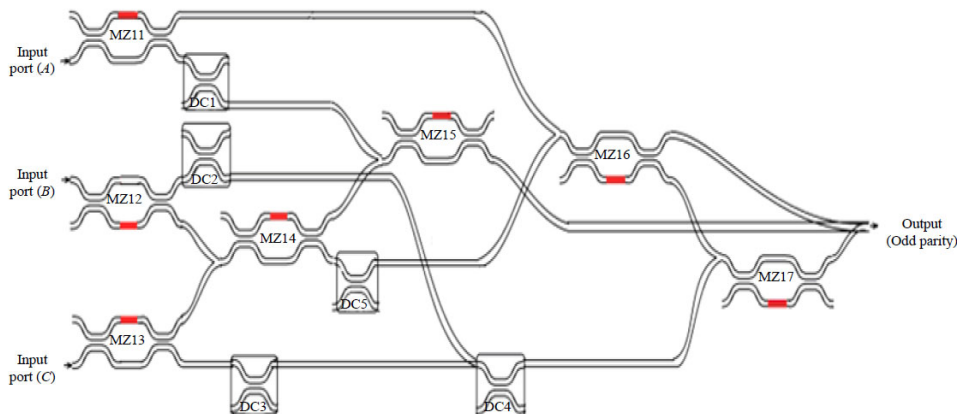 MZ11
Input
port (A)
DC1
MZ15
MZ16
Input
port (B)
DC2
MZ12
MZ14
Output
(Odd parity)
MZ17
DC5
MZ13
Input
port (C)
DC3
DC4